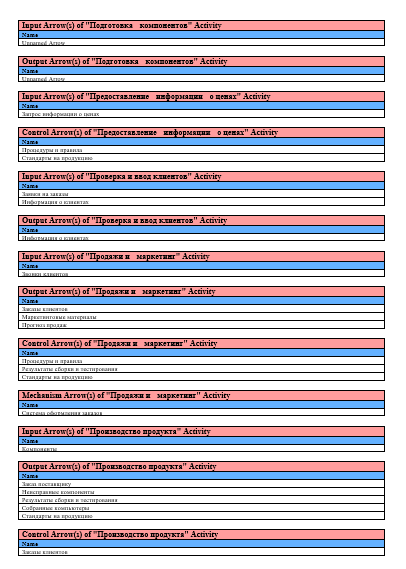 Input Arrow(s) of "Подготовка компонентов" Activity
Name
Unnamed Arrow
Output Arrow(s) of "Подготовка компонентов" Activity
Name
Unnamed Arrow
Input Arrow(s) of "Предоставление информации о ценах" Activity
Name
Запрос информации о ценах
Control Arrow(s) of "Предоставление информации о ценах" Activity
Name
Процедуры и правила
Стандарты на продукцию
Input Arrow(s) of "Проверка и ввод клиентов" Activity
Name
Заявки на заказы
Информация о клиентах
Output Arrow(s) of "Проверка и ввод клиентов" Activity
Name
Информация о клиентах
Input Arrow(s) of "Продажи и маркетинг" Activity
Name
Звонки клиентов
Output Arrow(s) of "Продажи и маркетинг" Activity
Name
Заказы клиентов
Маркетинговые материалы
Прогноз продаж
Control Arrow(s) of "Продажи и маркетинг" Activity
Name
Процедуры и правила
Результаты сборки и тестирования
Стандарты на продукцию
Mechanism Arrow(s) of "Продажи и маркетинг" Activity
Name
Система оформления заказов
Input Arrow(s) of "Производство продукта" Activity
Name
Компоненты
Output Arrow(s) of "Производство продукта" Activity
Name
Заказ поставщику
Неисправные компоненты
Результаты сборки и тестирования
Собранные компьютеры
Стандарты на продукцию
Control Arrow(s) of "Производство продукта" Activity
Name
Заказы клиентов